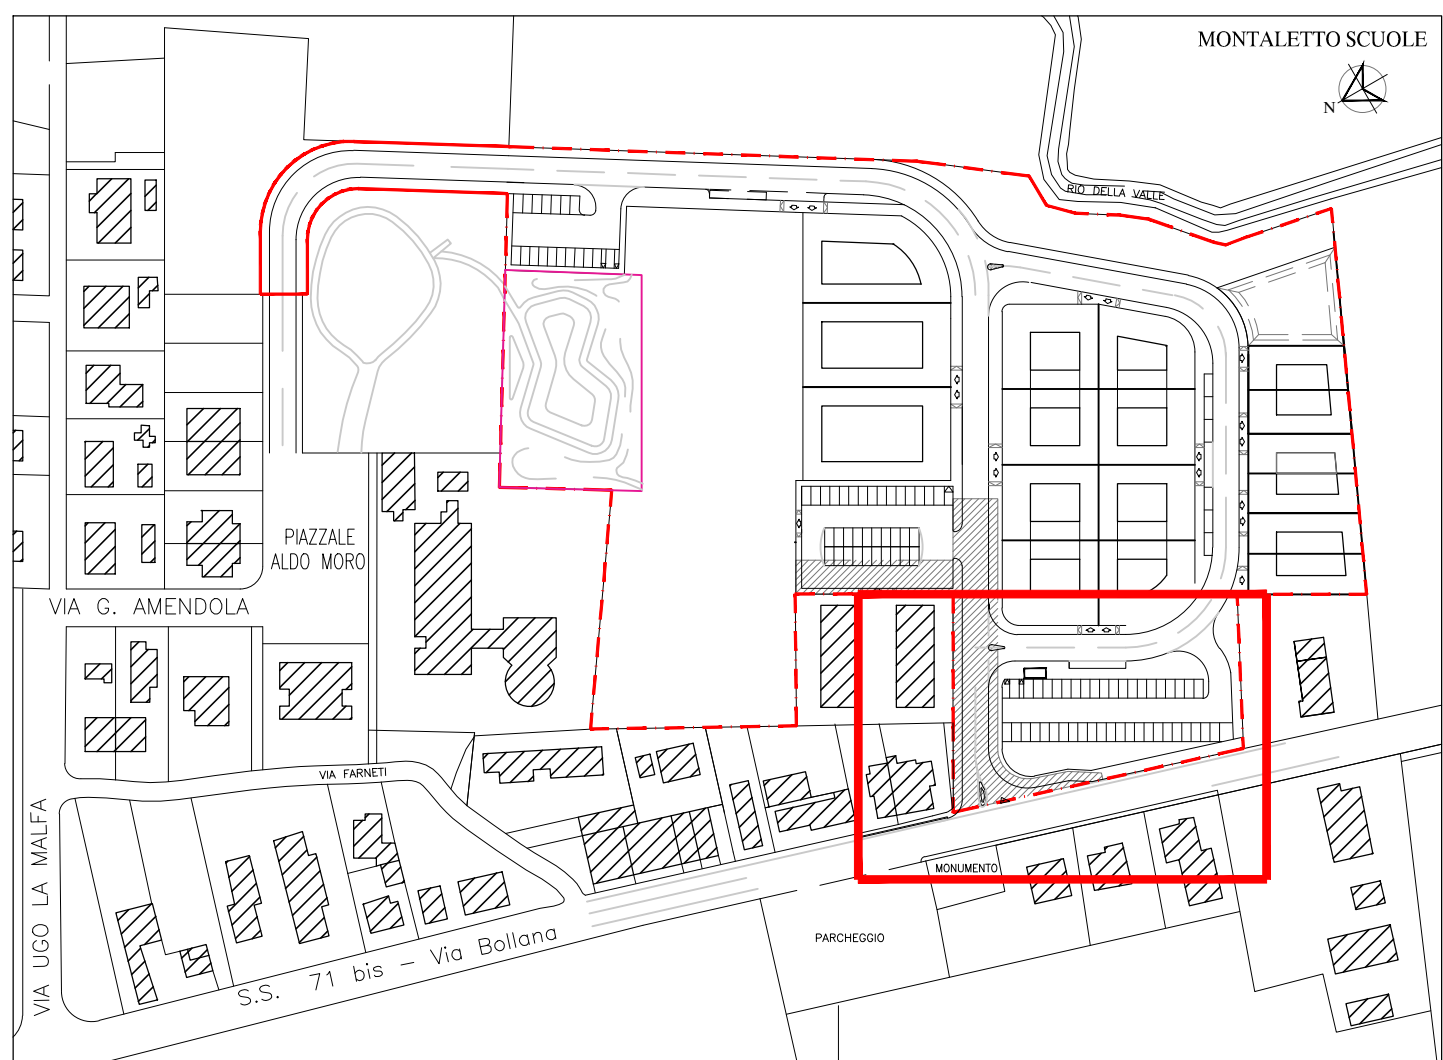 MONTALETTO SCUOLE
N
RIO DELLA VALLE
PIAZZALE
ALDO MORO
VIA G. AMENDOLA
VIA FARNETI
VIA UGO LA MALFA
MONUMENTO
PARCHEGGIO
S.S. 71 bis - Via Bollana